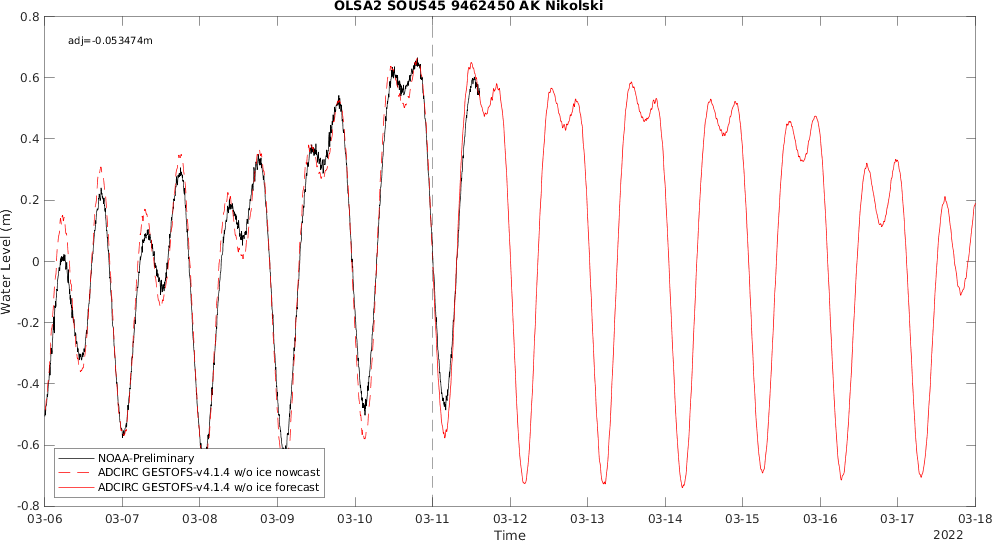 OLSA2 SOUS45 9462450 AK Nikolski
adj=-0.053474m
0.8
0.6
0.4
0.2
0
-0.2
-0.4
-0.6
-0.8
Water Level (m)
NOAA-Preliminary
ADCIRC GESTOFS-v4.1.4 w/o ice nowcast
ADCIRC GESTOFS-v4.1.4 w/o ice forecast
03-06 03-07 03-08 03-09 03-10 03-11 03-12 03-13 03-14 03-15 03-16 03-17 03-18
Time
2022